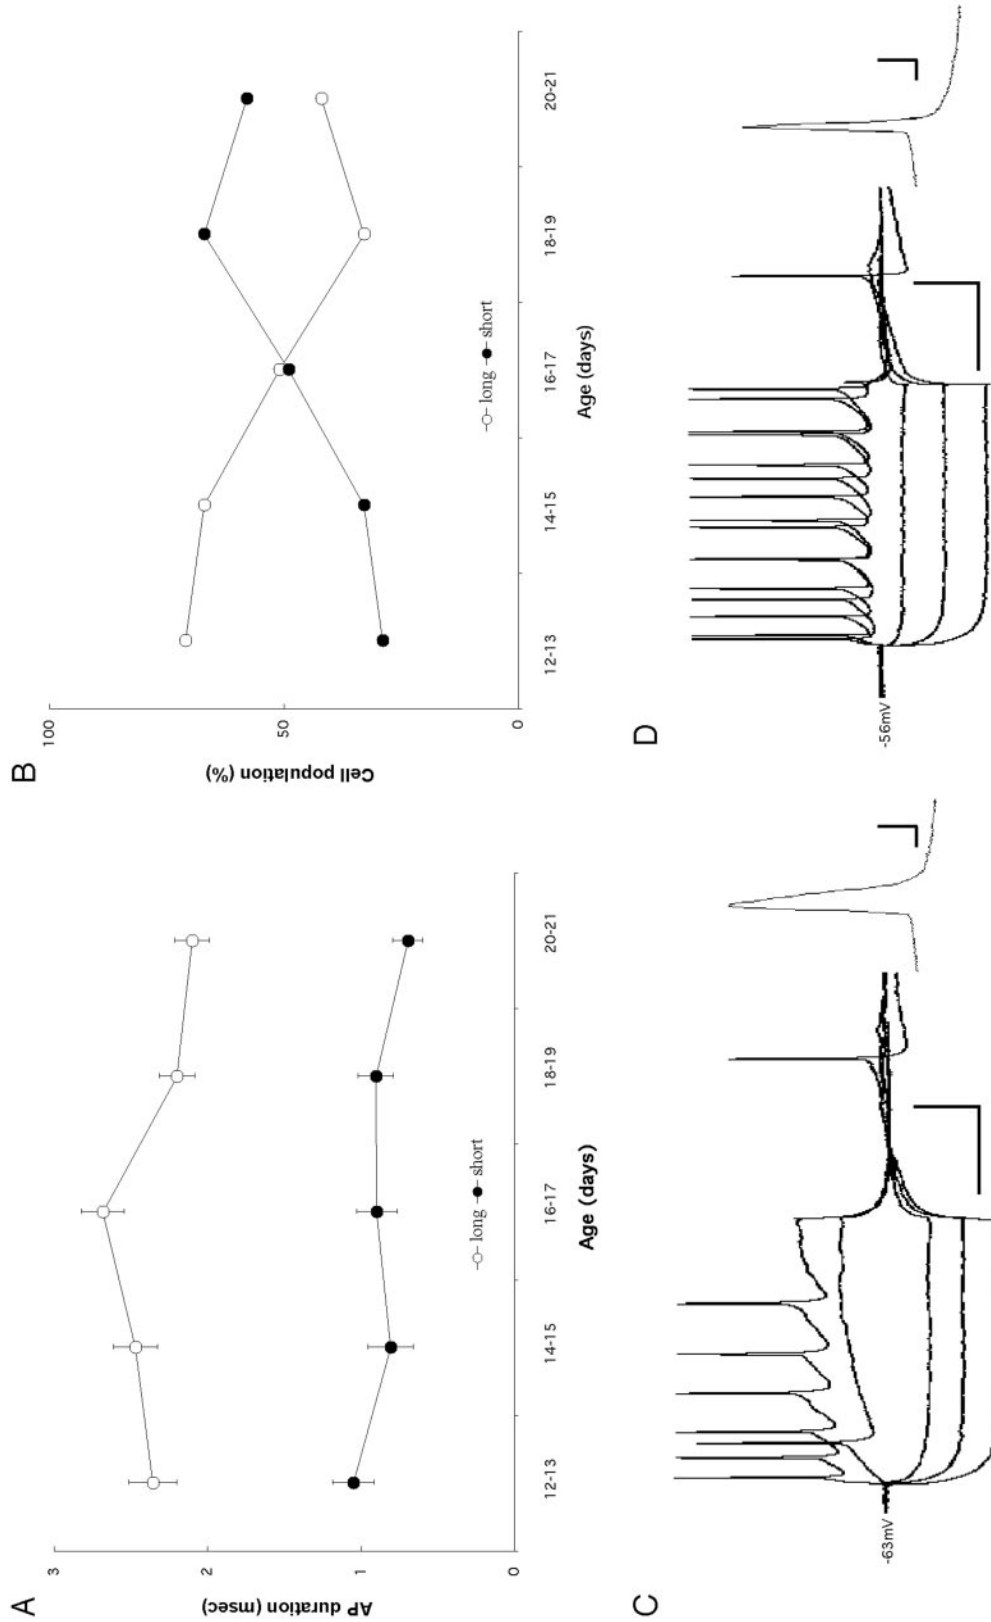 A
AP duration (msec)
3
2
1
0
12-13
14-15
16-17
18-19
20-21
long
short
Age (days)
B
Cell population (%)
100
50
0
12-13
14-15
16-17
18-19
20-21
long
short
Age (days)
C
-63mV
D
-56mV